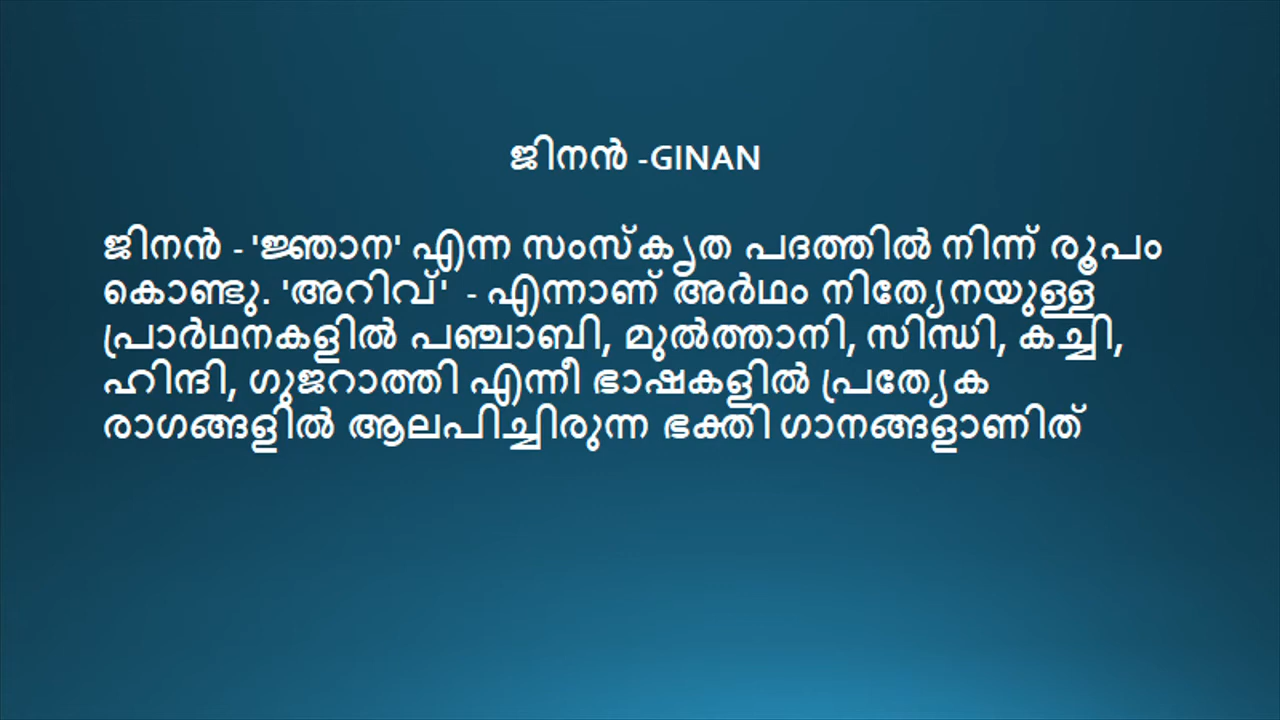 ജിനൻ -GINAN
ജിനൻ - 'ജ്ഞാന' എന്ന സംസ്കൃത പദത്തിൽ നിന്ന് രൂപം
കൊണ്ടു. 'അറിവ്' - എന്നാണ് അർഥം നിത്യേനയുള്ള
പ്രാർഥനകളിൽ പഞ്ചാബി, മുൽത്താനി, സിന്ധി, കച്ചി,
ഹിന്ദി, ഗുജറാത്തി എന്നീ ഭാഷകളിൽ പ്രത്യേക
രാഗങ്ങളിൽ ആലപിച്ചിരുന്ന ഭക്തി ഗാനങ്ങളാണിത്